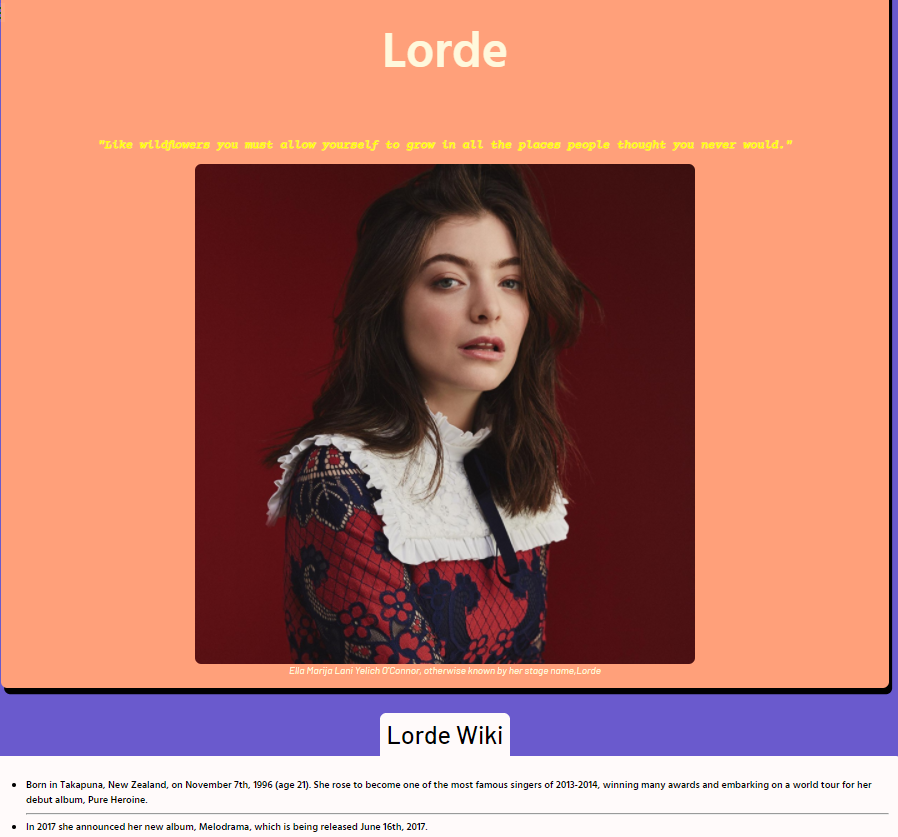 Lorde
"Like wildflowers you must allow yourself to grow in all the places people thought you never would."
Ella Marija Lani Yelich O'Connor, otherwise known by her stage name,Lorde
Lorde Wiki
Born in Takapuna, New Zealand, on November 7th, 1996 (age 21). She rose to become one of the most famous singers of 2013-2014, winning many awards and embarking on a world tour for her
debut album, Pure Heroine.
In 2017 she announced her new album, Melodrama, which is being released June 16th, 2017.